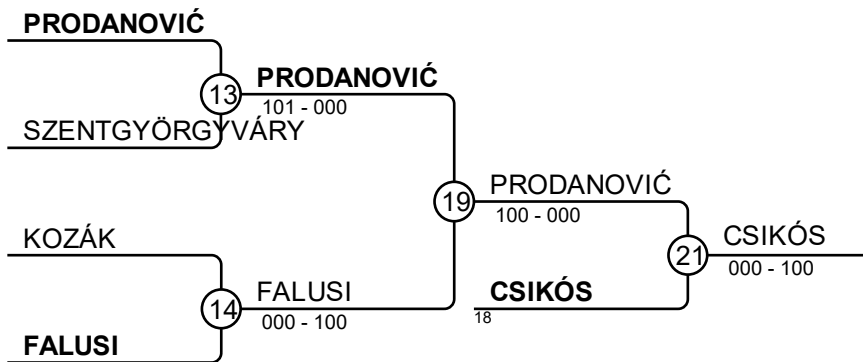 PRODANOVIĆ
13
PRODANOVIĆ
101 - 000
SZENTGYÖRGYVÁRY
19
PRODANOVIĆ
100 - 000
KOZÁK
21
CSIKÓS
000 - 100
14
FALUSI
000 - 100
CSIKÓS
18
FALUSI